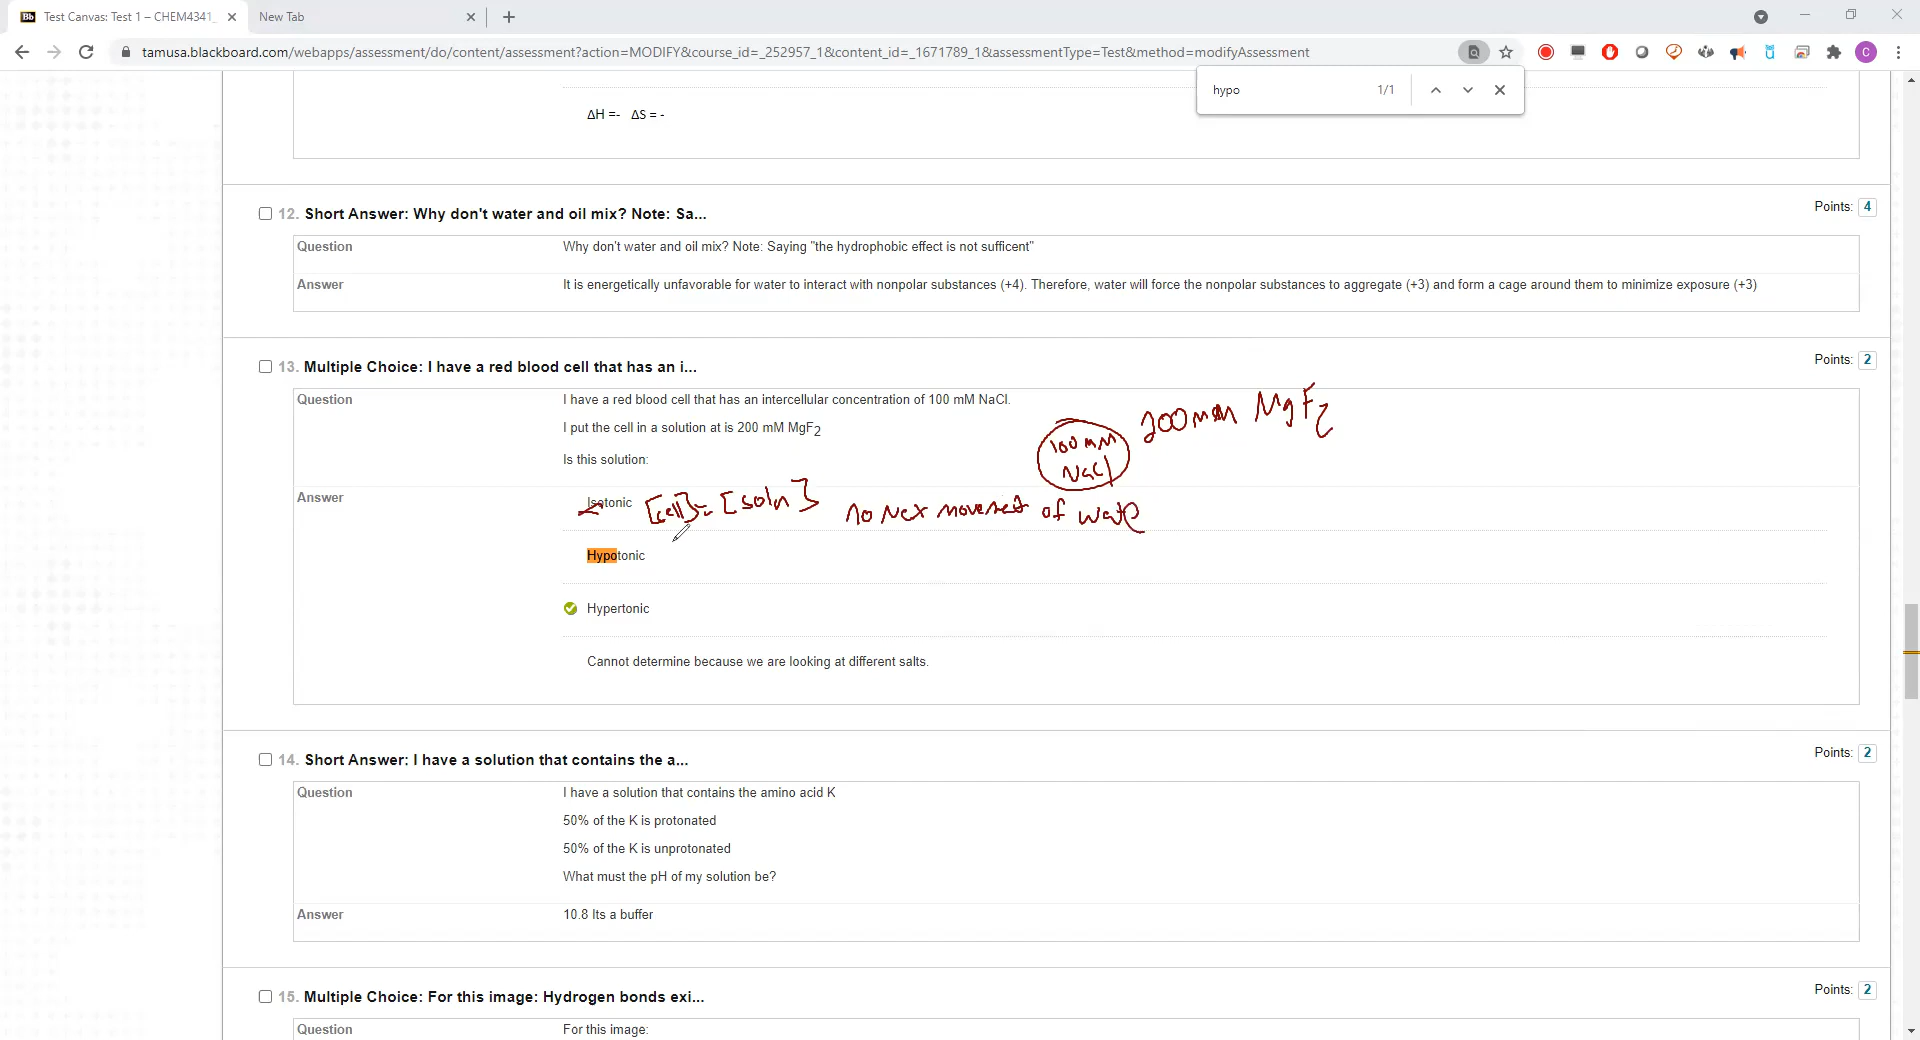 Test Canvas: Test 1 – CHEM4341_
New Tab
tamusa.blackboard.com/webapps/assessment/do/content/assessment?action=MODIFY&course_id=_252957_1&content_id=_1671789_1&assessmentType=Test&method=modifyAssessment
C
hypo 1/1
ΔH =- ΔS = -
12. Short Answer: Why don't water and oil mix? Note: Sa... Points: 4
Question Why don't water and oil mix? Note: Saying "the hydrophobic effect is not sufficent"
Answer It is energetically unfavorable for water to interact with nonpolar substances (+4). Therefore, water will force the nonpolar substances to aggregate (+3) and form a cage around them to minimize exposure (+3)
13. Multiple Choice: I have a red blood cell that has an i... Points: 2
Question I have a red blood cell that has an intercellular concentration of 100 mM NaCl.
I put the cell in a solution at is 200 mM MgF2
Is this solution:
100 mM
NaCl
200mM MgF2
Answer Isotonic [cell] = [soln] no net movement of wate
Hypotonic
Hypertonic
Cannot determine because we are looking at different salts.
14. Short Answer: I have a solution that contains the a... Points: 2
Question I have a solution that contains the amino acid K
50% of the K is protonated
50% of the K is unprotonated
What must the pH of my solution be?
Answer 10.8 Its a buffer
15. Multiple Choice: For this image: Hydrogen bonds exi... Points: 2
Question For this image: